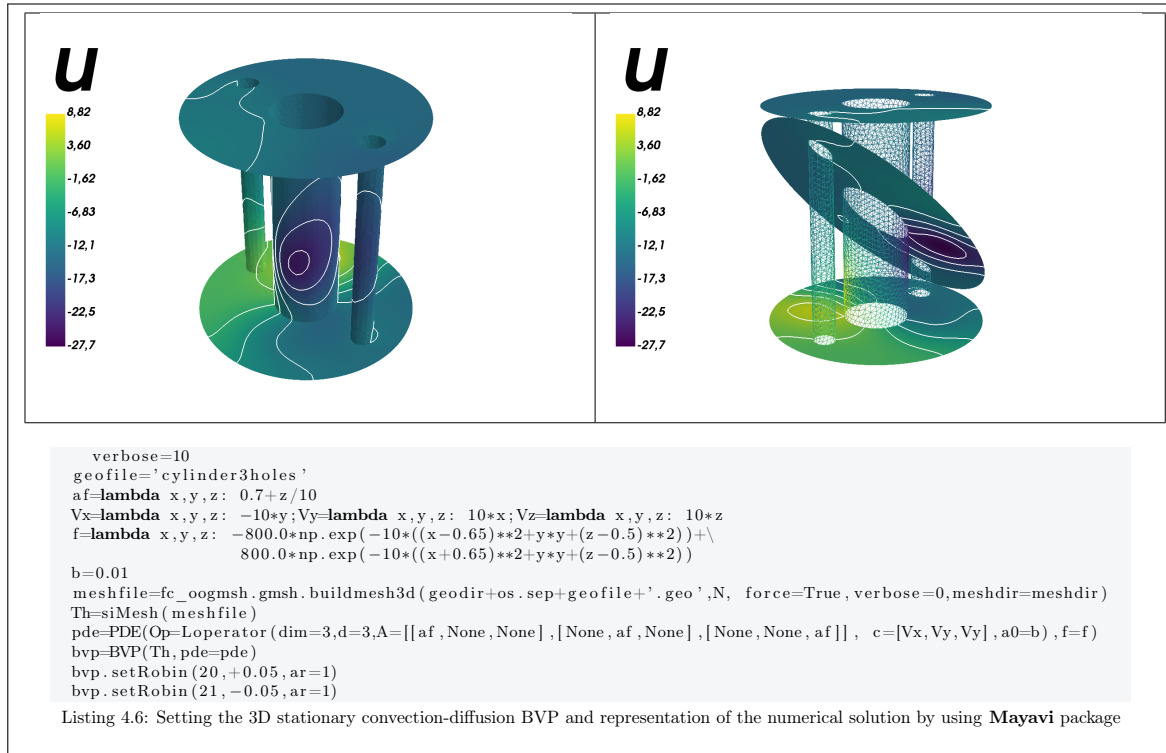 u
8,82
3,60
-1,62
-6,83
-12,1
-17,3
-22,5
-27,7
u
8,82
3,60
-1,62
-6,83
-12,1
-17,3
-22,5
-27,7
verbose=10
geofile='cylinder3holes'
af=lambda x,y,z: 0.7+z/10
Vx=lambda x,y,z: -10*y;Vy=lambda x,y,z: 10*x;Vz=lambda x,y,z: 10*z
f=lambda x,y,z: -800.0*np.exp(-10*((x-0.65)**2+y*y+(z-0.5)**2))+\
800.0*np.exp(-10*((x+0.65)**2+y*y+(z-0.5)**2))
b=0.01
meshfile=fc_oogmsh.gmsh.buildmesh3d(geodir+os.sep+geofile+'.geo',N, force=True,verbose=0,meshdir=meshdir)
Th=siMesh(meshfile)
pde=PDE(Op=Loperator(dim=3,d=3,A=[[af,None,None],[None,af,None],[None,None,af]], c=[Vx,Vy,Vy],a0=b),f=f)
bvp=BVP(Th,pde=pde)
bvp.setRobin(20,+0.05,ar=1)
bvp.setRobin(21,-0.05,ar=1)
Listing 4.6: Setting the 3D stationary convection-diffusion BVP and representation of the numerical solution by using Mayavi package